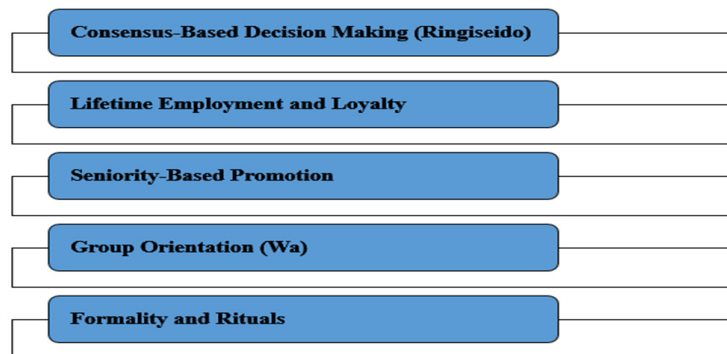 Consensus-Based Decision Making (Ringiseido)
Lifetime Employment and Loyalty
Seniority-Based Promotion
Group Orientation (Wa)
Formality and Rituals